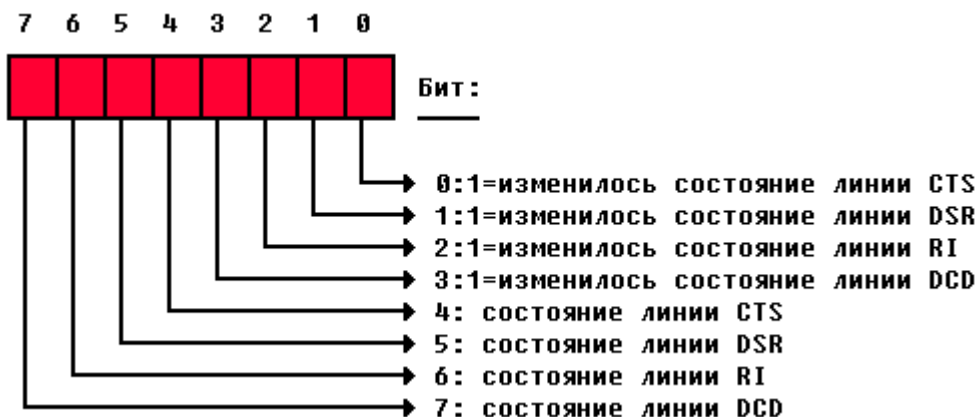 7 6 5 4 3 2 1 0
Бит:
0:1=изменилось состояние линии CTS
1:1=изменилось состояние линии DSR
2:1=изменилось состояние линии RI
3:1=изменилось состояние линии DCD
4: состояние линии CTS
5: состояние линии DSR
6: состояние линии RI
7: состояние линии DCD